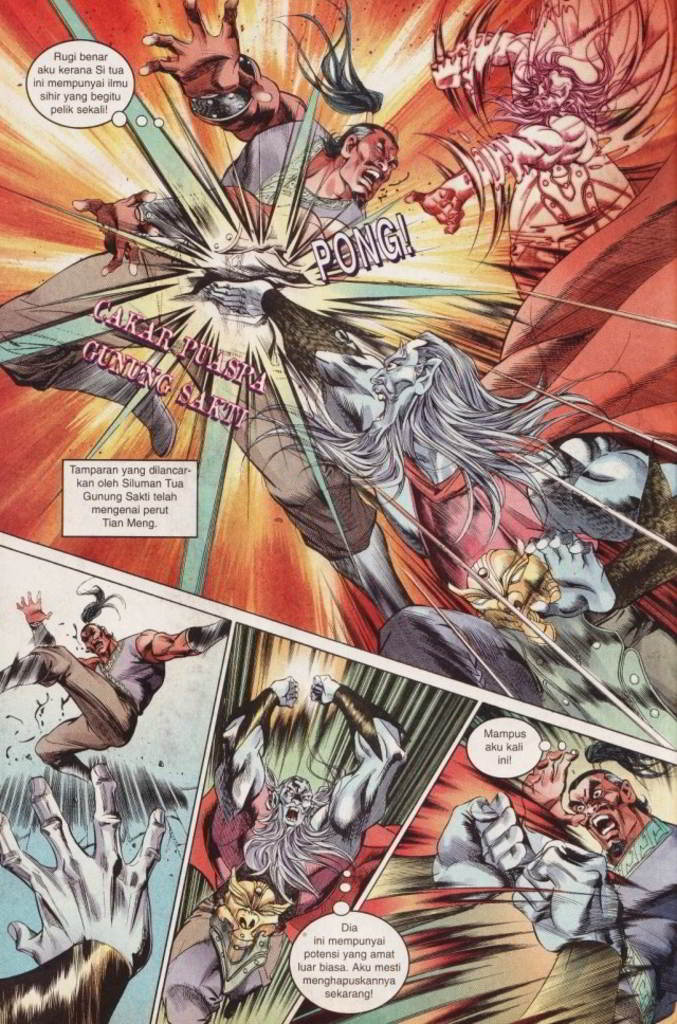 Rugi benar
aku kerana Si tua
ini mempunyai ilmu
sihir yang begitu
pelik sekali!
PONG!
CAKAR PUASPA
GUNUNG SAKTI
Tamparan yang dilancar-
kan oleh Siluman Tua
Gunung Sakti telah
mengenai perut
Tian Meng.
Mampus
aku kali
ini!
Dia
ini mempunyai
potensi yang amat
luar biasa. Aku mesti
menghapuskannya
sekarang!